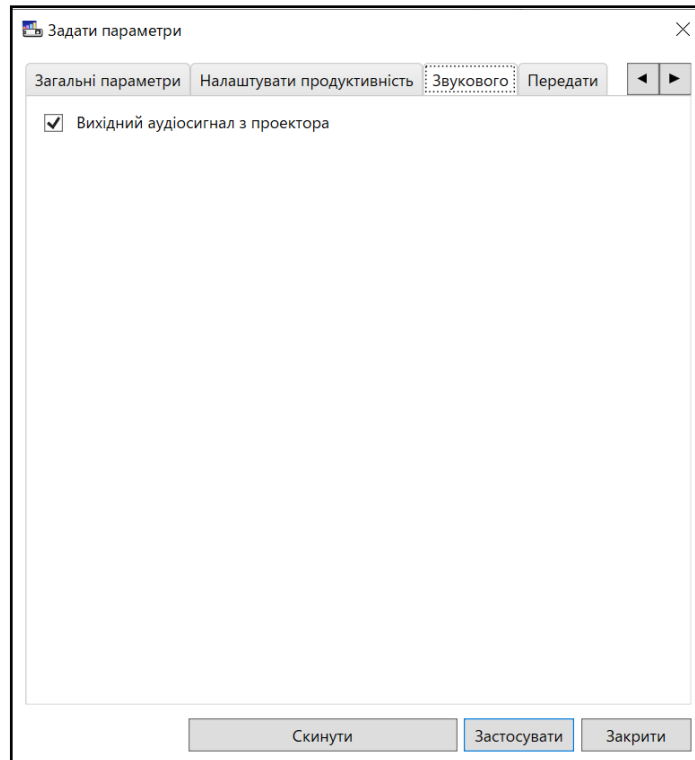 Задати параметри
Загальні параметри Налаштувати продуктивність Звукового Передати
Вихідний аудіосигнал з проектора
Скинути Застосувати Закрити